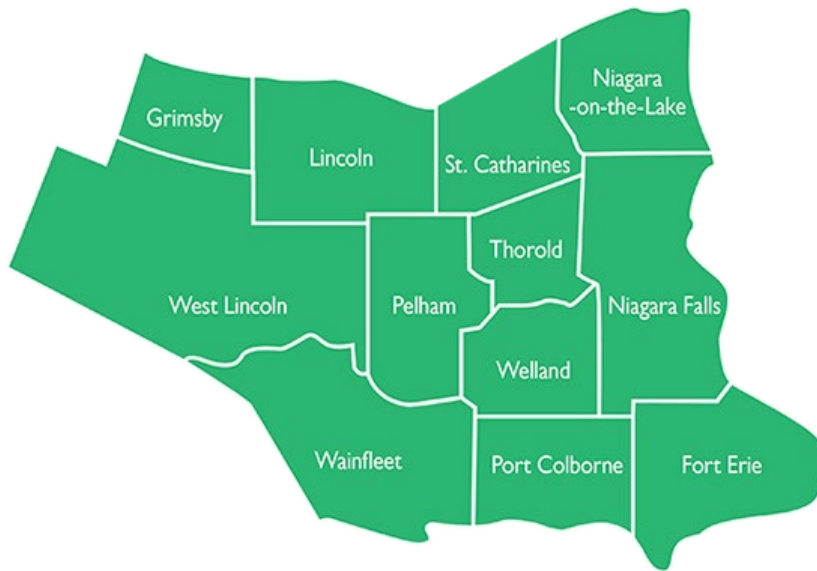 Niagara
-on-the-Lake
Grimsby
Lincoln
St. Catharines
Thorold
West Lincoln
Pelham
Niagara Falls
Welland
Wainfleet
Port Colborne
Fort Erie